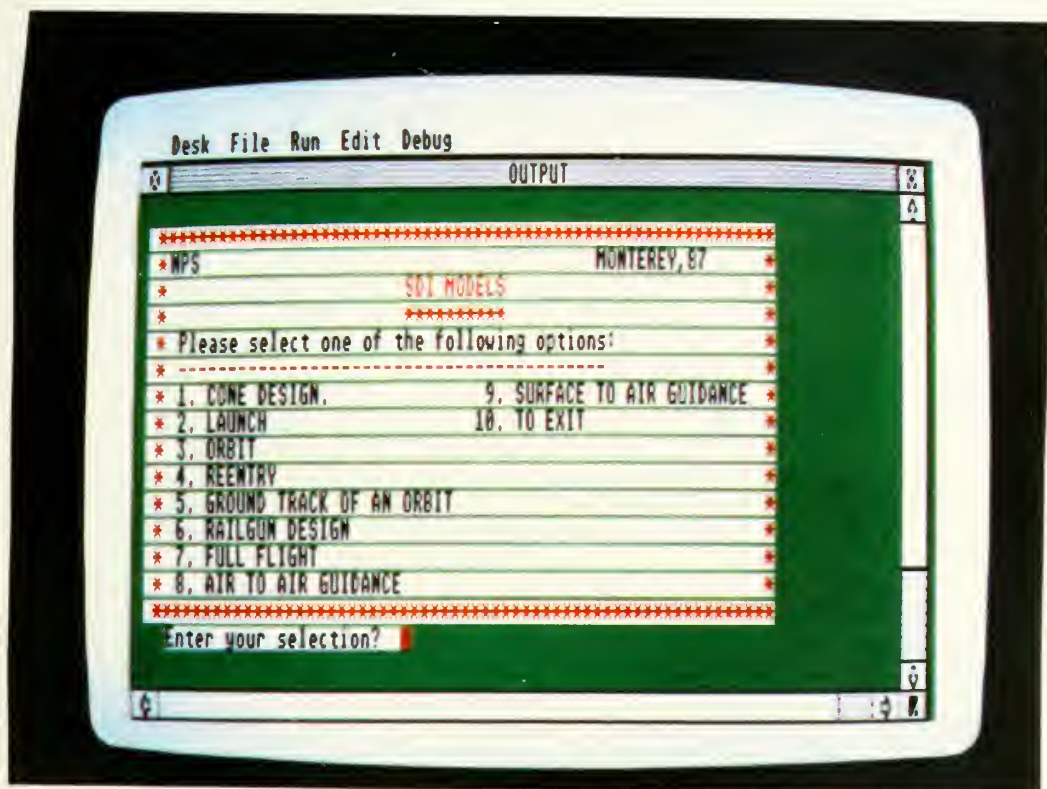 Desk File Run Edit Debug
OUTPUT
*************************************************************
*NPS MONTEREY,87 *
* SDI MODELS *
* ********** *
* Please select one of the following options: *
* ------------------------------------------- *
* 1. CONE DESIGN. 9. SURFACE TO AIR GUIDANCE *
* 2. LAUNCH 10. TO EXIT *
* 3. ORBIT *
* 4. REENTRY *
* 5. GROUND TRACK OF AN ORBIT *
* 6. RAILGUN DESIGN *
* 7. FULL FLIGHT *
* 8. AIR TO AIR GUIDANCE *
*************************************************************
Enter your selection?